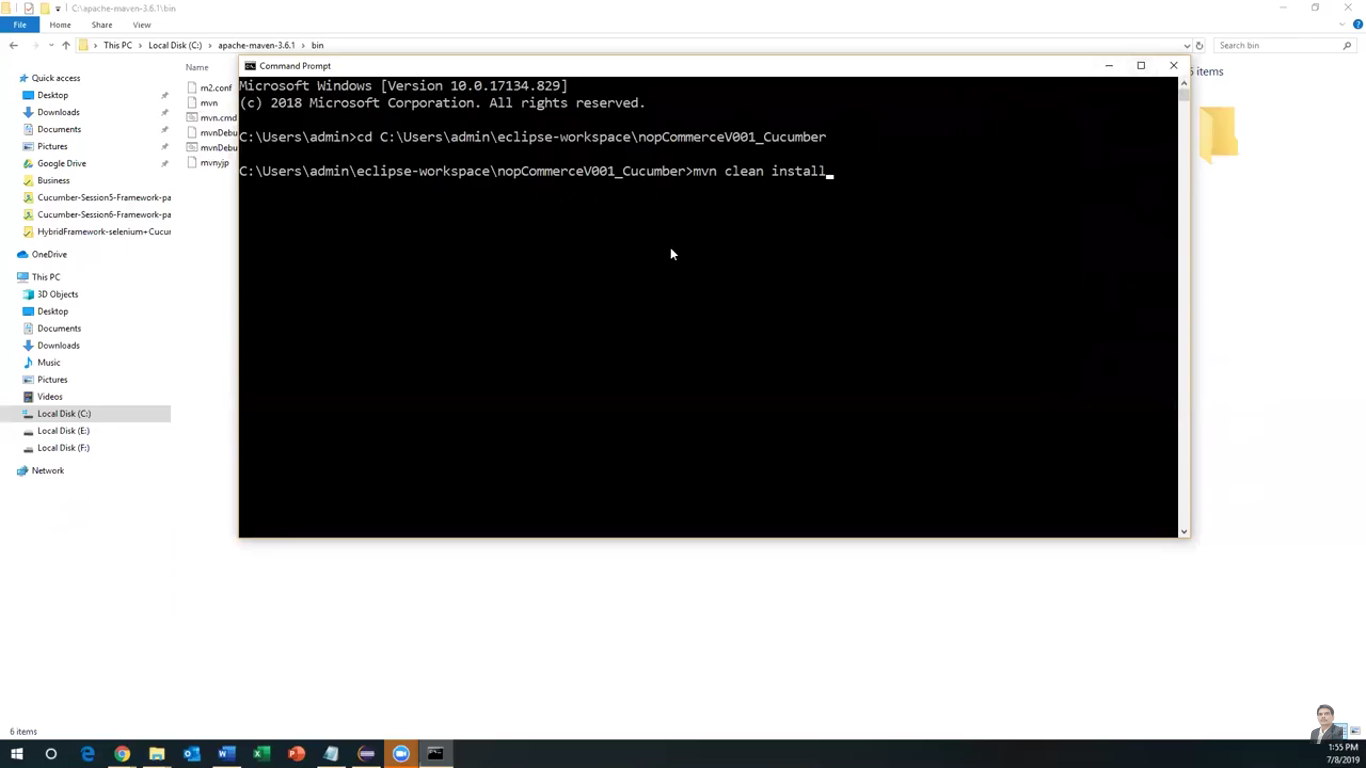 C:\apache-maven-3.6.1\bin
File Home Share View
This PC Local Disk (C:) apache-maven-3.6.1 bin
Search bin
Quick access
Desktop
Downloads
Documents
Pictures
Google Drive
Business
Cucumber-Session5-Framework-pa
Cucumber-Session6-Framework-pa
HybridFramework-selenium+Cucur
OneDrive
This PC
3D Objects
Desktop
Documents
Downloads
Music
Pictures
Videos
Local Disk (C:)
Local Disk (E:)
Local Disk (F:)
Network
Name
m2.conf
mvn
mvn.cmd
mvnDebu
mvnDebu
mvnyjp
Command Prompt
Microsoft Windows [Version 10.0.17134.829]
(c) 2018 Microsoft Corporation. All rights reserved.
C:\Users\admin>cd C:\Users\admin\eclipse-workspace\nopCommerceV001_Cucumber
C:\Users\admin\eclipse-workspace\nopCommerceV001_Cucumber>mvn clean install
items
6 items
1:55 PM
7/8/2019